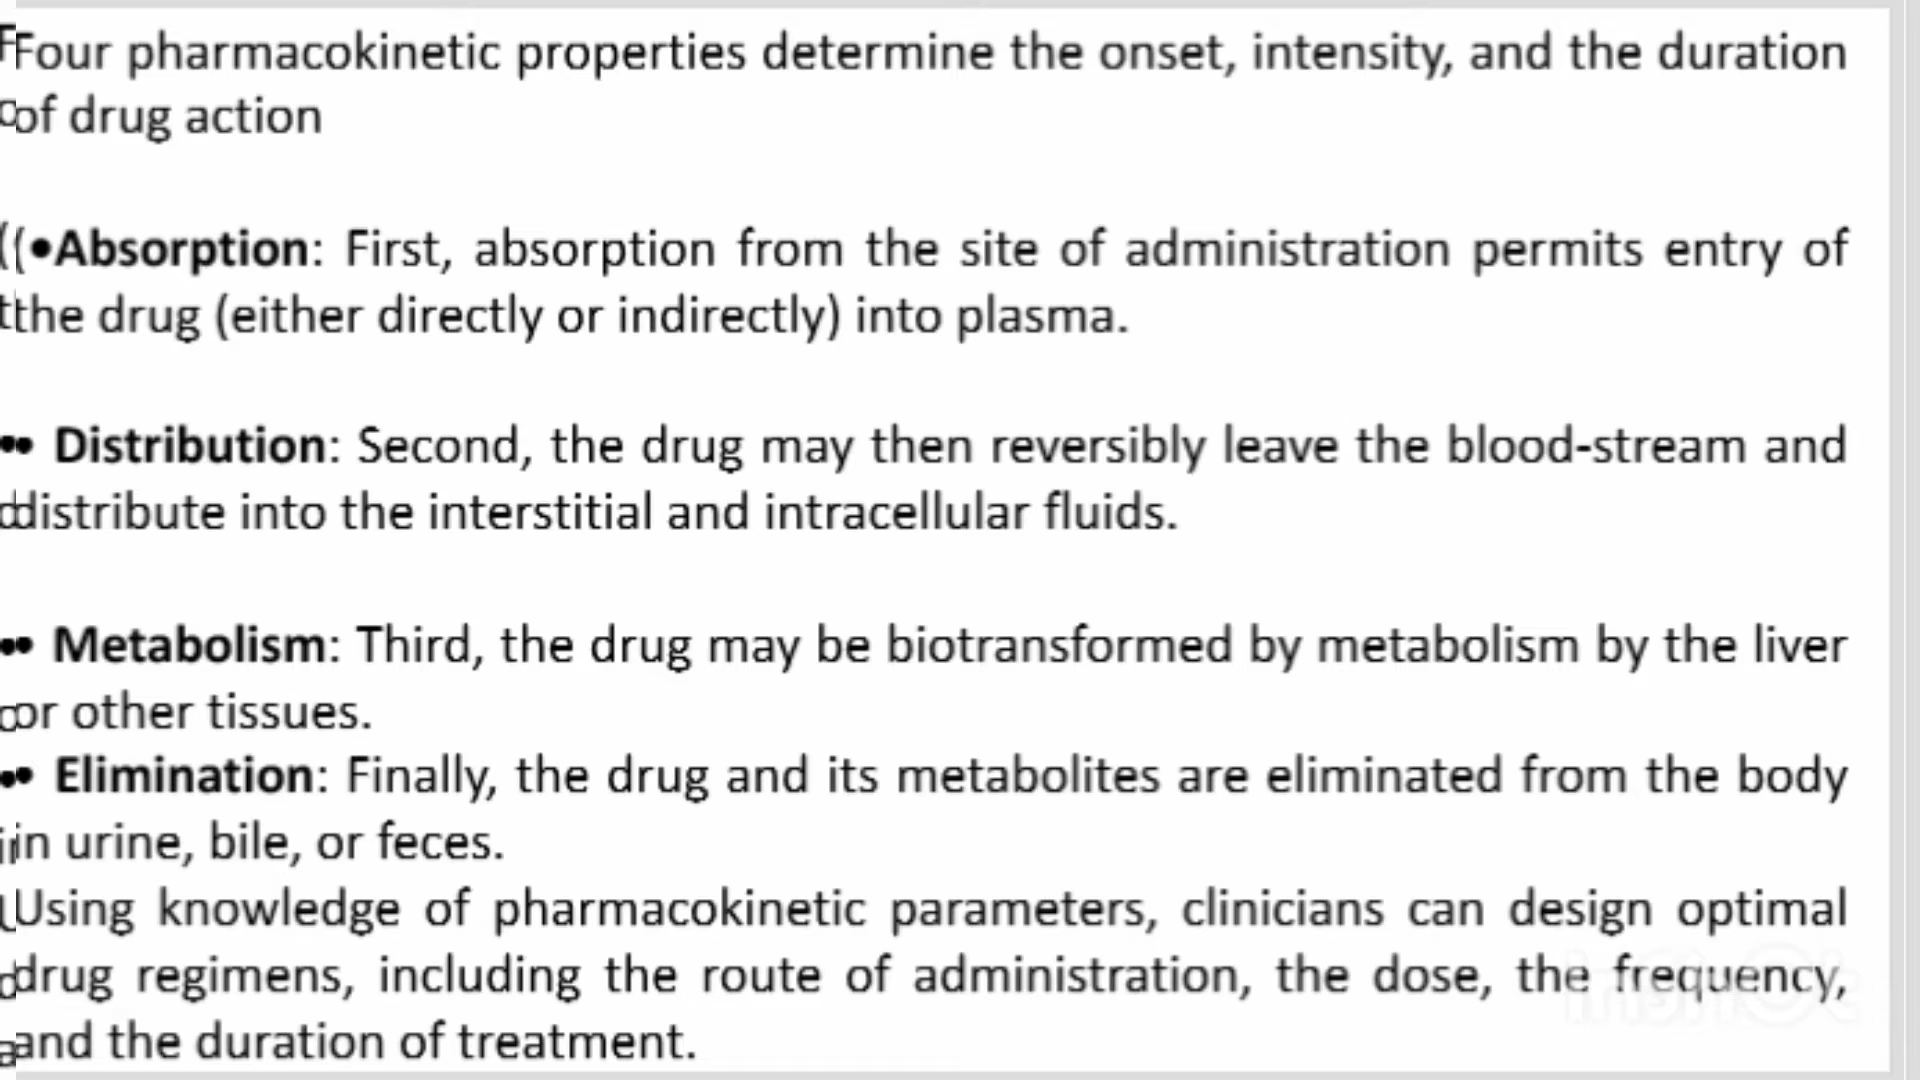 Four pharmacokinetic properties determine the onset, intensity, and the duration
of drug action
(•Absorption: First, absorption from the site of administration permits entry of
the drug (either directly or indirectly) into plasma.
• Distribution: Second, the drug may then reversibly leave the blood-stream and
distribute into the interstitial and intracellular fluids.
• Metabolism: Third, the drug may be biotransformed by metabolism by the liver
or other tissues.
• Elimination: Finally, the drug and its metabolites are eliminated from the body
in urine, bile, or feces.
Using knowledge of pharmacokinetic parameters, clinicians can design optimal
drug regimens, including the route of administration, the dose, the frequency,
and the duration of treatment.